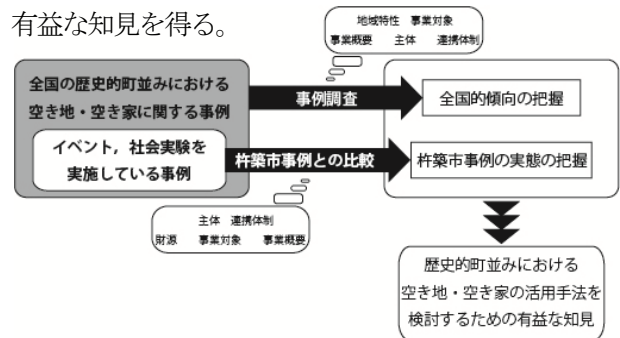 有益な知見を得る。
地域特性　事業対象
事業概要　主体　連携体制
全国の歴史的町並みにおける
空き地・空き家に関する事例
事例調査
全国的傾向の把握
イベント，社会実験を
実施している事例
杵築市事例との比較
杵築市事例の実態の把握
主体　連携体制
財源　事業対象　事業概要
歴史的町並みにおける
空き地・空き家の活用手法を
検討するための有益な知見